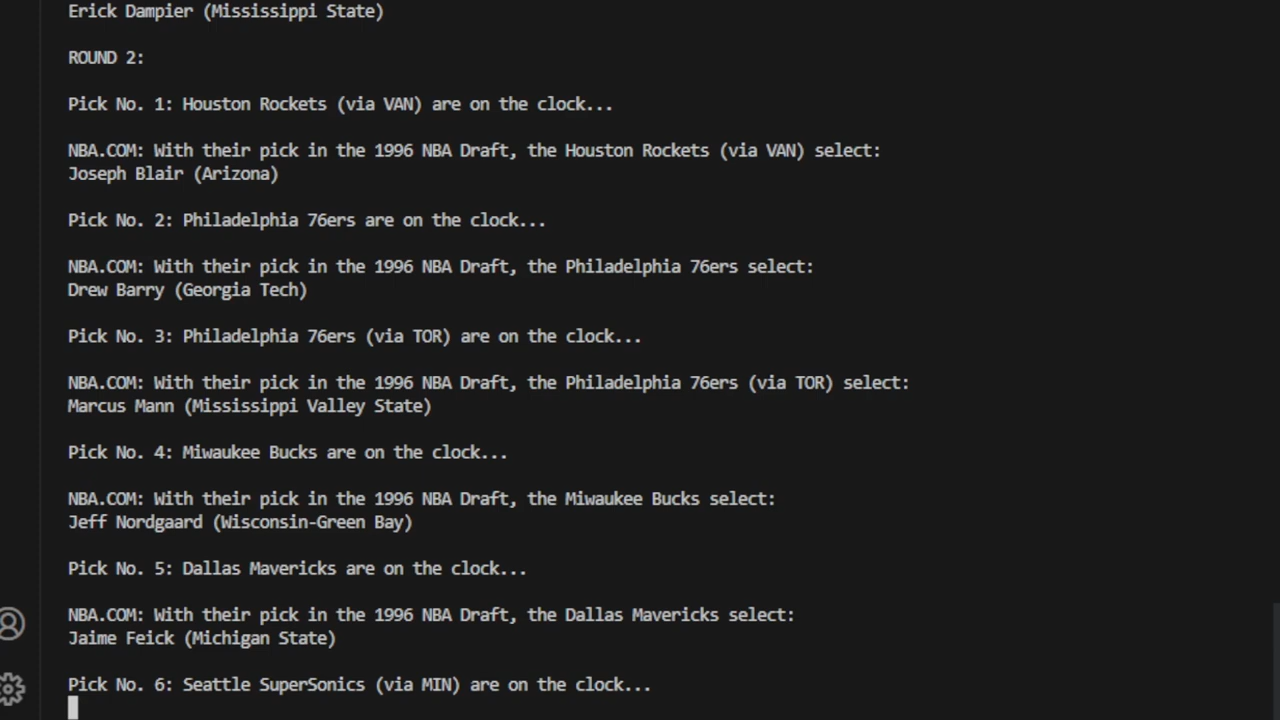 Erick Dampier (Mississippi State)
ROUND 2:
Pick No. 1: Houston Rockets (via VAN) are on the clock...
NBA.COM: With their pick in the 1996 NBA Draft, the Houston Rockets (via VAN) select:
Joseph Blair (Arizona)
Pick No. 2: Philadelphia 76ers are on the clock...
NBA.COM: With their pick in the 1996 NBA Draft, the Philadelphia 76ers select:
Drew Barry (Georgia Tech)
Pick No. 3: Philadelphia 76ers (via TOR) are on the clock...
NBA.COM: With their pick in the 1996 NBA Draft, the Philadelphia 76ers (via TOR) select:
Marcus Mann (Mississippi Valley State)
Pick No. 4: Miwaukee Bucks are on the clock...
NBA.COM: With their pick in the 1996 NBA Draft, the Miwaukee Bucks select:
Jeff Nordgaard (Wisconsin-Green Bay)
Pick No. 5: Dallas Mavericks are on the clock...
NBA.COM: With their pick in the 1996 NBA Draft, the Dallas Mavericks select:
Jaime Feick (Michigan State)
Pick No. 6: Seattle SuperSonics (via MIN) are on the clock...